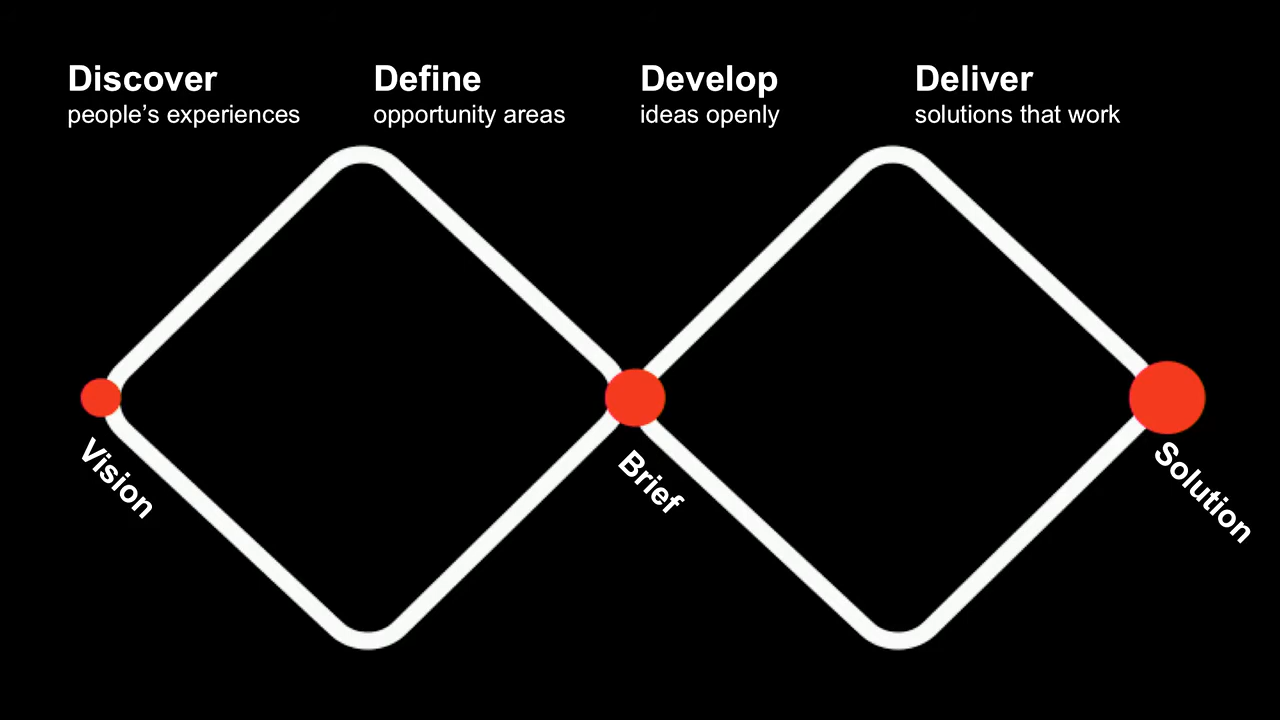 Discover
people’s experiences
Define
opportunity areas
Develop
ideas openly
Deliver
solutions that work
Vision
Brief
Solution